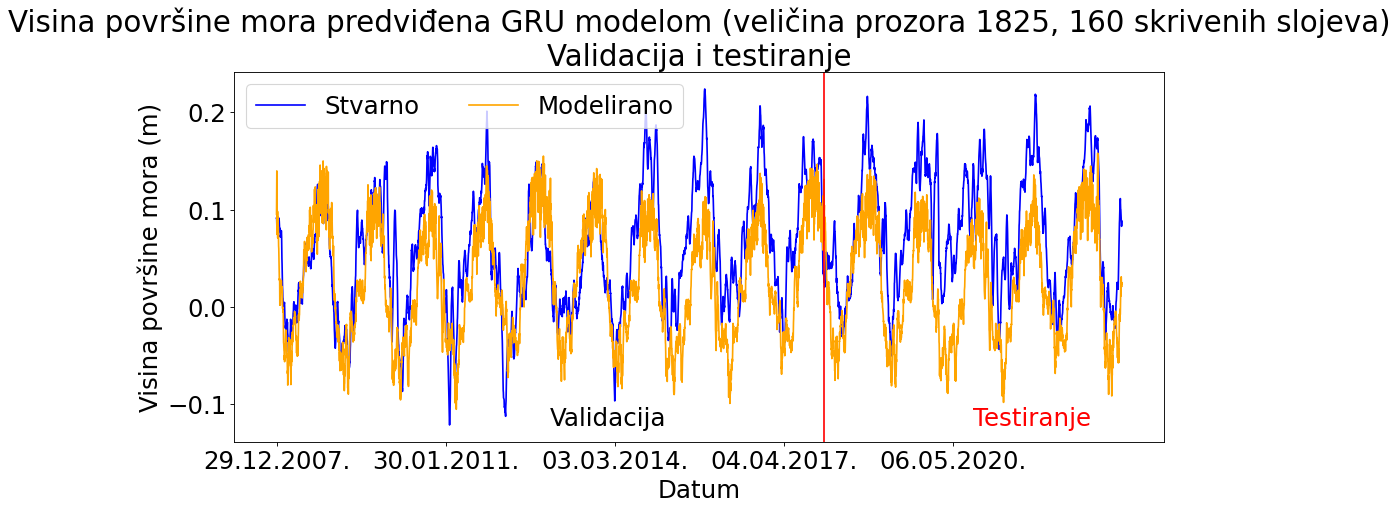 Visina površine mora predviđena GRU modelom (veličina prozora 1825, 160 skrivenih slojeva)
Validacija i testiranje
Stvarno Modelirano
Visina površine mora (m)
0.2
0.1
0.0
−0.1
Validacija Testiranje
29.12.2007. 30.01.2011. 03.03.2014. 04.04.2017. 06.05.2020.
Datum